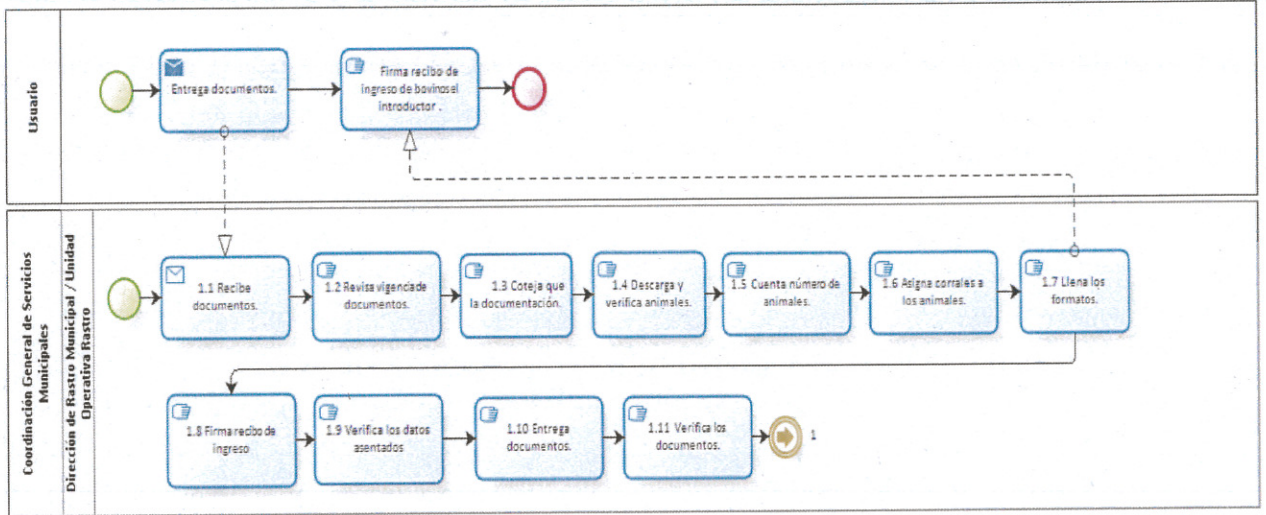 Usuario
Entrega documentos.
Firma recibo de
ingreso de bovinosel
introductor .
Coordinación General de Servicios
Municipales
Dirección de Rastro Municipal / Unidad
Operativa Rastro
1.1 Recibe
documentos.
1.2 Revisa vigenciade
documentos.
1.3 Coteja que
la documentación.
1.4 Descarga y
verifica animales.
1.5 Cuenta número de
animales.
1.6 Asigna corrales a
los animales.
1.7 Llena los
formatos.
1.8 Firma recibo de
ingreso
1.9 Verifica los datos
asentados
1.10 Entrega
documentos.
1.11 Verifica los
documentos.
1